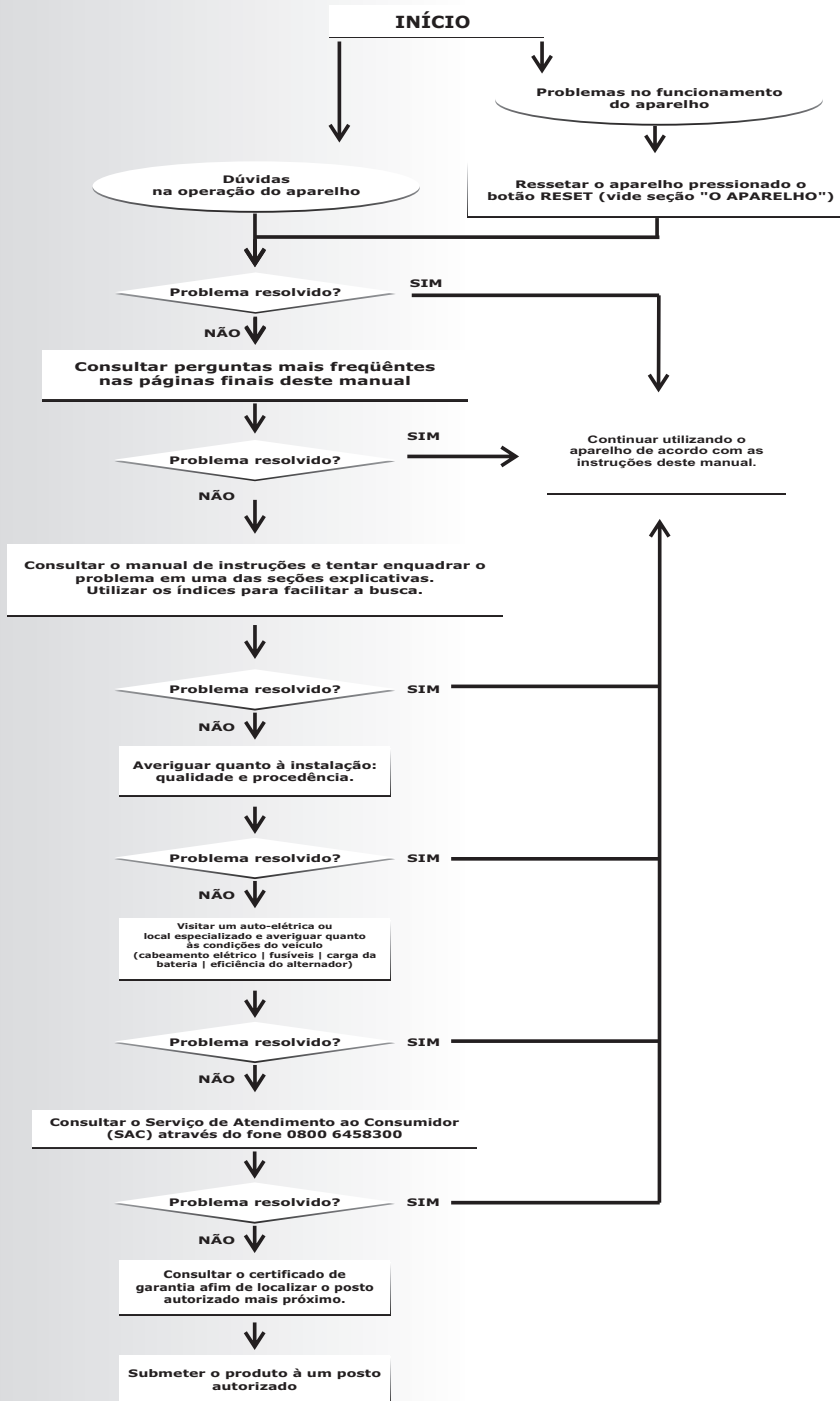 INÍCIO
Problemas no funcionamento
do aparelho
Dúvidas
na operação do aparelho
Ressetar o aparelho pressionado o
botão RESET (vide seção "O APARELHO")
Problema resolvido?
SIM
NÃO
Consultar perguntas mais freqüêntes
nas páginas finais deste manual
Problema resolvido?
SIM
Continuar utilizando o
aparelho de acordo com as
instruções deste manual.
NÃO
Consultar o manual de instruções e tentar enquadrar o
problema em uma das seções explicativas.
Utilizar os índices para facilitar a busca.
Problema resolvido?
SIM
NÃO
Averiguar quanto à instalação:
qualidade e procedência.
Problema resolvido?
SIM
NÃO
Visitar um auto-elétrica ou
local especializado e averiguar quanto
às condições do veículo
(cabeamento elétrico | fusíveis | carga da
bateria | eficiência do alternador)
Problema resolvido?
SIM
NÃO
Consultar o Serviço de Atendimento ao Consumidor
(SAC) através do fone 0800 6458300
Problema resolvido?
SIM
NÃO
Consultar o certificado de
garantia afim de localizar o posto
autorizado mais próximo.
Submeter o produto à um posto
autorizado